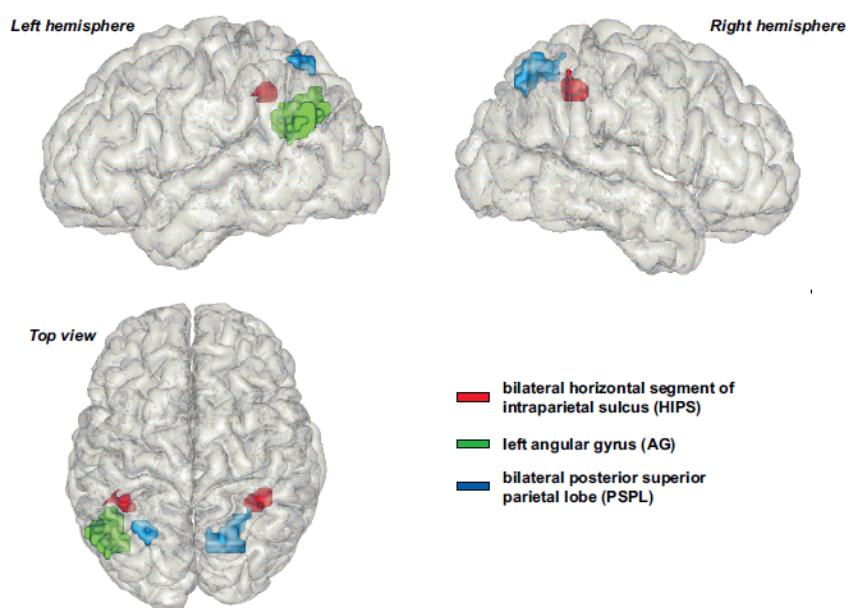 Left hemisphere
Right hemisphere
Top view
bilateral horizontal segment of
intraparietal sulcus (HIPS)
left angular gyrus (AG)
bilateral posterior superior
parietal lobe (PSPL)